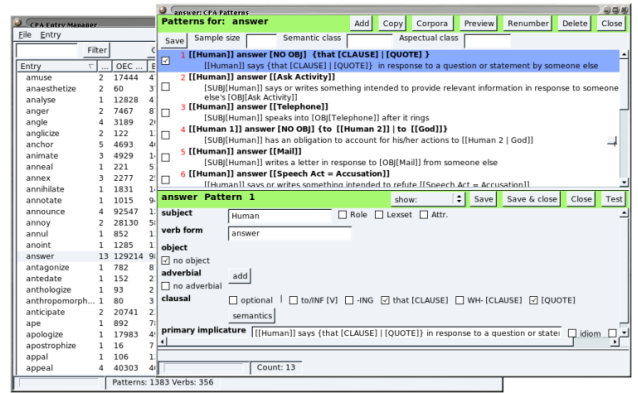 CPA Entry Manager
File Entry
Filter
Entry ... OEC ...
amuse 2 17444
anaesthetize 2 60
analyse 1 12828
anger 2 7467
angle 4 3189
anglicize 2 122
anchor 5 4693
animate 3 4929
anneal 1 221
annex 3 2277
annihilate 1 1831
annotate 1 1015
announce 4 92547
annoy 2 28130
annul 1 852
anoint 1 1285
answer 13 129214
antagonize 1 782
antedate 1 152
anthologize 1 93
anthropomorph... 1 80
anticipate 2 20741
ape 1 892
apologize 1 17983
apostrophize 1 16
appal 1 106
appeal 4 40303
Patterns: 1383 Verbs: 356
answer: CPA Patterns
Patterns for: answer Add Copy Corpora Preview Renumber Delete Close
Save Sample size Semantic class Aspectual class
1 [[Human]] answer [NO OBJ] {that [CLAUSE] | [QUOTE] }
[[Human]] says {that [CLAUSE] | [QUOTE]} in response to a question or statement by someone else
2 [[Human]] answer [[Ask Activity]]
[SUBJ[Human]] says or writes something intended to provide relevant information in response to someone
else's [OBJ[Ask Activity]]
3 [[Human]] answer [[Telephone]]
[SUBJ[Human]] speaks into [OBJ[Telephone]] after it rings
4 [[Human 1]] answer [NO OBJ] {to [[Human 2]] | to [[God]]}
[SUBJ[Human]] has an obligation to account for his/her actions to [[Human 2 | God]]
5 [[Human]] answer [[Mail]]
[SUBJ[Human]] writes a letter in response to [OBJ[Mail]] from someone else
6 [[Human]] answer [[Speech Act = Accusation]]
[[Human]] says or writes something intended to refute [[Speech Act = Accusation]]
answer Pattern 1 show: Save Save & close Close Test
subject Human Role Lexset Attr.
verb form answer
object
no object
adverbial add
no adverbial
clausal optional | to/INF [V] -ING that [CLAUSE] WH- [CLAUSE] [QUOTE]
semantics
primary implicature [[Human]] says {that [CLAUSE] | [QUOTE]} in response to a question or stater idiom
Count: 13